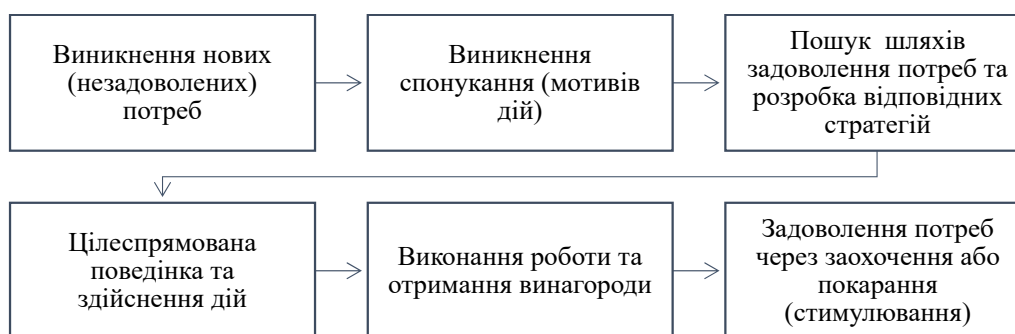 Виникнення нових
(незадоволених)
потреб
Виникнення
спонукання (мотивів
дій)
Пошук шляхів
задоволення потреб та
розробка відповідних
стратегій
Цілеспрямована
поведінка та
здійснення дій
Виконання роботи та
отримання винагороди
Задоволення потреб
через заохочення або
покарання
(стимулювання)